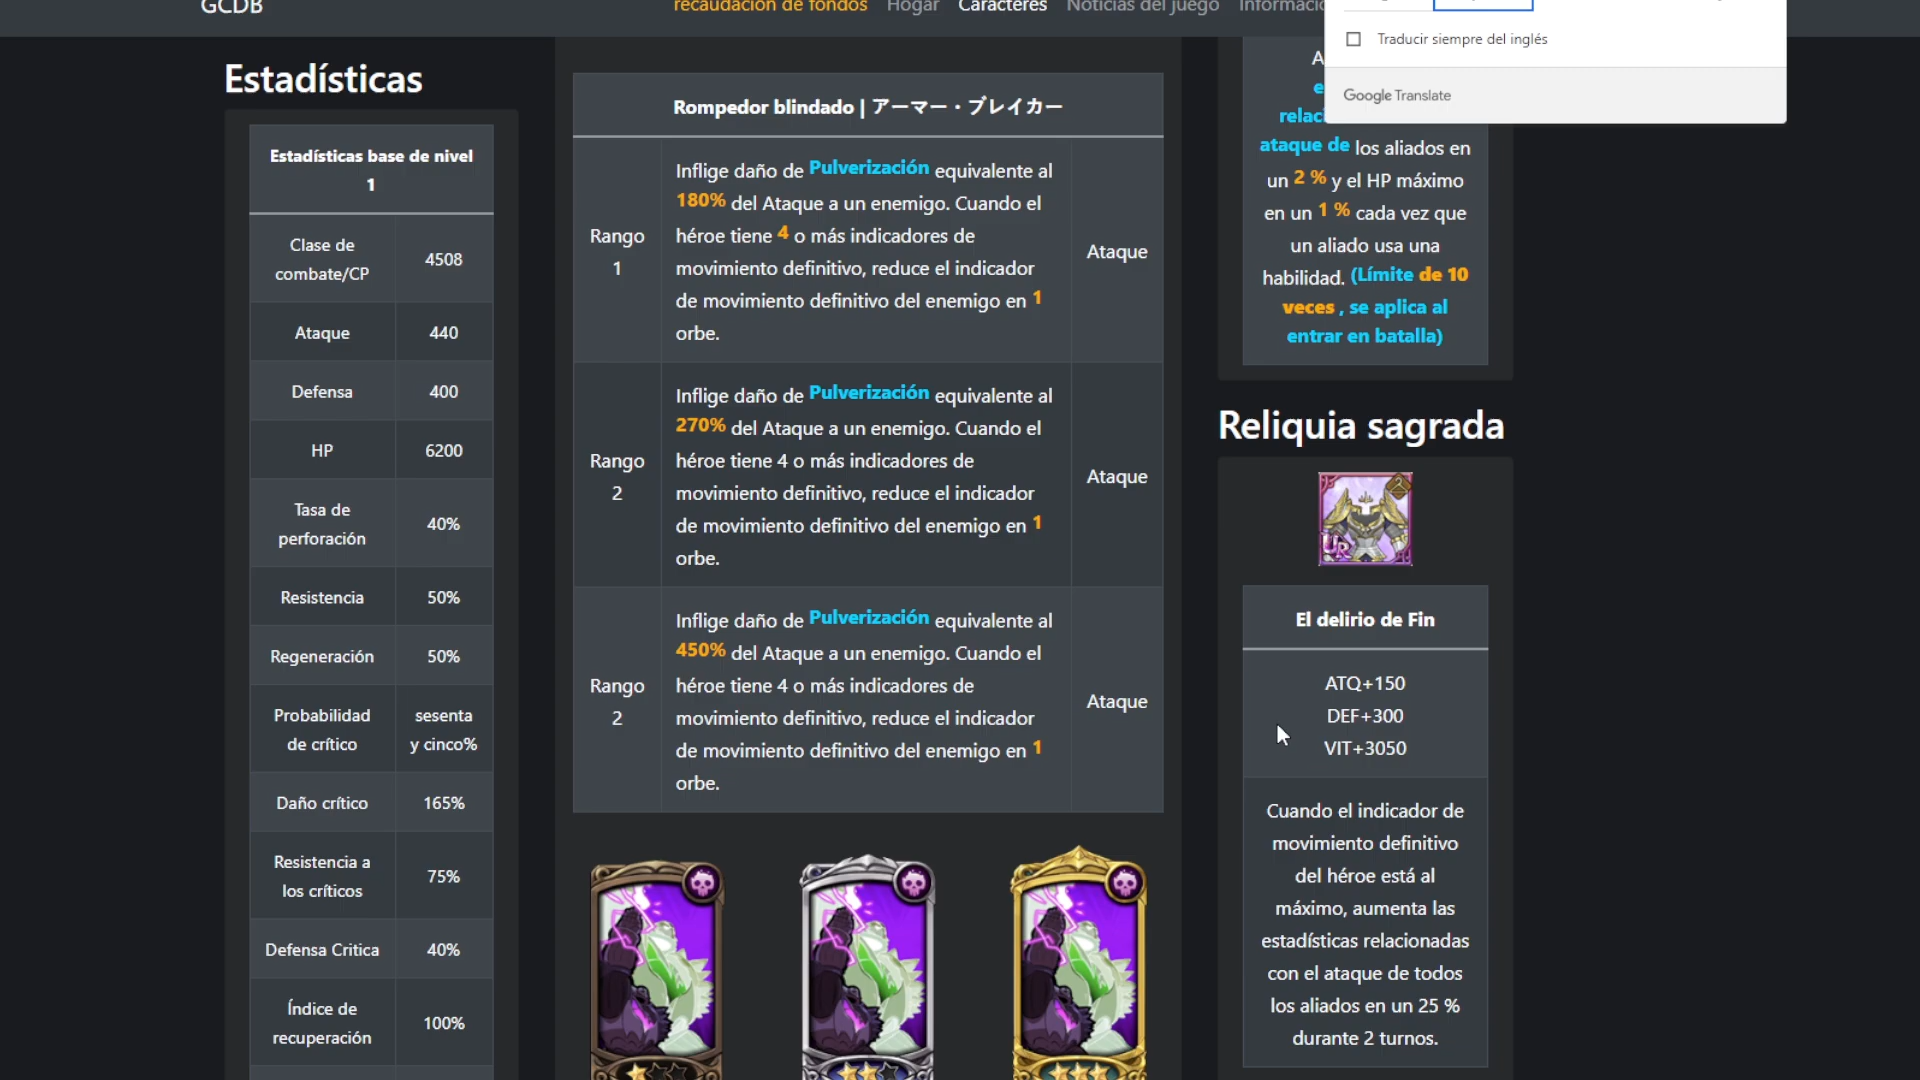 GCDB
recaudación de fondos
Hogar
Caracteres
Noticias del juego
Estadísticas
Estadísticas base de nivel
1
Clase de
combate/CP
4508
Ataque
440
Defensa
400
HP
6200
Tasa de
perforación
40%
Resistencia
50%
Regeneración
50%
Probabilidad
de crítico
sesenta
y cinco%
Daño crítico
165%
Resistencia a
los críticos
75%
Defensa Critica
40%
Índice de
recuperación
100%
Rompedor blindado | アーマー・ブレイカー
Rango
1
Inflige daño de Pulverización equivalente al
180% del Ataque a un enemigo. Cuando el
héroe tiene 4 o más indicadores de
movimiento definitivo, reduce el indicador
de movimiento definitivo del enemigo en 1
orbe.
Ataque
Rango
2
Inflige daño de Pulverización equivalente al
270% del Ataque a un enemigo. Cuando el
héroe tiene 4 o más indicadores de
movimiento definitivo, reduce el indicador
de movimiento definitivo del enemigo en 1
orbe.
Ataque
Rango
2
Inflige daño de Pulverización equivalente al
450% del Ataque a un enemigo. Cuando el
héroe tiene 4 o más indicadores de
movimiento definitivo, reduce el indicador
de movimiento definitivo del enemigo en 1
orbe.
Ataque
Traducir siempre del inglés
Google Translate
ataque de los aliados en
un 2 % y el HP máximo
en un 1 % cada vez que
un aliado usa una
habilidad. (Límite de 10
veces , se aplica al
entrar en batalla)
Reliquia sagrada
UR
El delirio de Fin
ATQ+150
DEF+300
VIT+3050
Cuando el indicador de
movimiento definitivo
del héroe está al
máximo, aumenta las
estadísticas relacionadas
con el ataque de todos
los aliados en un 25 %
durante 2 turnos.